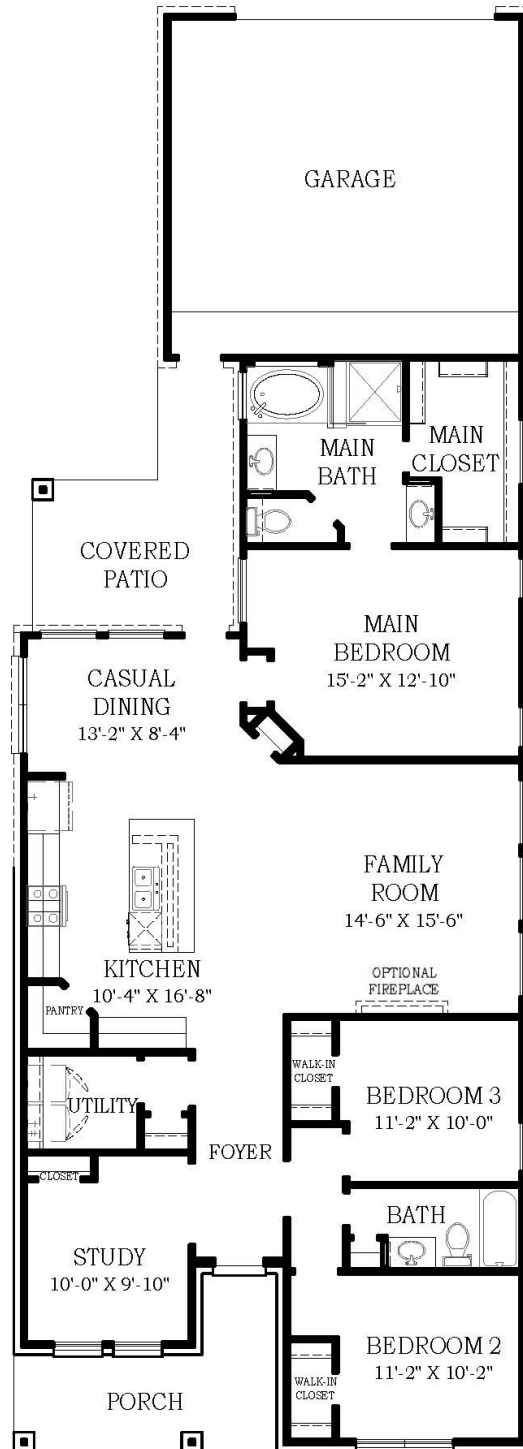 GARAGE
MAIN
BATH
MAIN
CLOSET
COVERED
PATIO
MAIN
BEDROOM
15'-2" X 12'-10"
CASUAL
DINING
13'-2" X 8'-4"
FAMILY
ROOM
14'-6" X 15'-6"
KITCHEN
10'-4" X 16'-8"
OPTIONAL
FIREPLACE
PANTRY
WALK-IN
CLOSET
BEDROOM 3
11'-2" X 10'-0"
UTILITY
FOYER
CLOSET
BATH
STUDY
10'-0" X 9'-10"
BEDROOM 2
11'-2" X 10'-2"
WALK-IN
CLOSET
PORCH